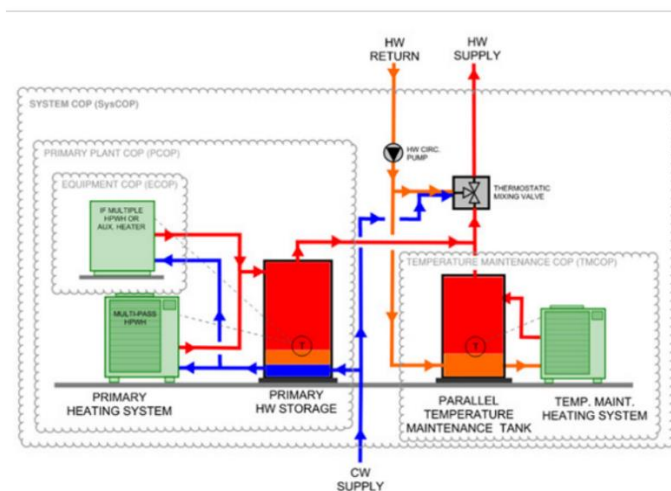 HW
RETURN
HW
SUPPLY
SYSTEM COP (SysCOP)
PRIMARY PLANT COP (PCOP)
HW CIRC.
PUMP
EQUIPMENT COP (ECOP)
THERMOSTATIC
MIXING VALVE
IF MULTIPLE
HPWH OR
AUX. HEATER
TEMPERATURE MAINTENANCE COP (TMCOP)
MULTI-PASS
HPWH
T
T
PRIMARY
HEATING SYSTEM
PRIMARY
HW STORAGE
PARALLEL
TEMPERATURE
MAINTENANCE TANK
TEMP. MAINT.
HEATING SYSTEM
CW
SUPPLY